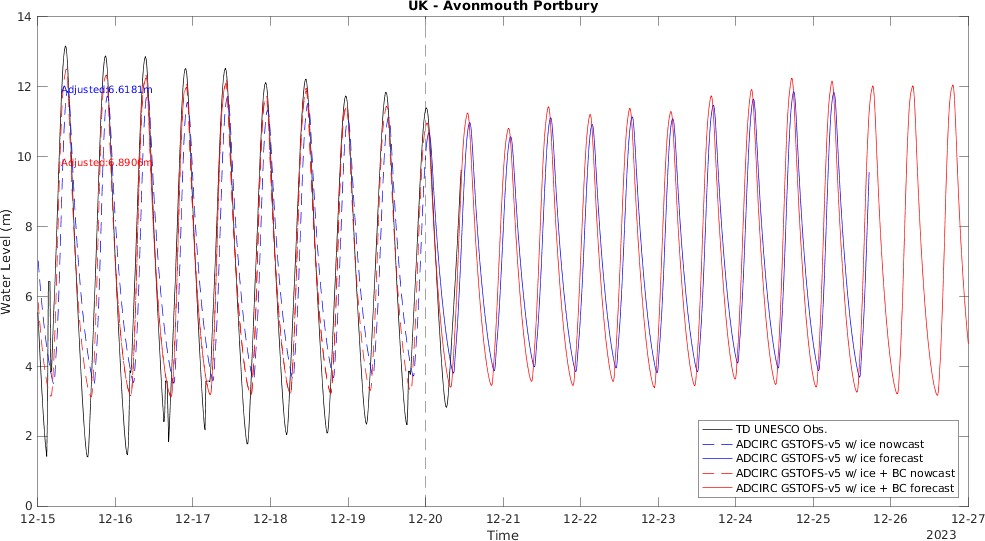 UK - Avonmouth Portbury
14
12
10
8
6
4
2
0
Water Level (m)
Adjusted:6.6181m
Adjusted:6.8906m
TD UNESCO Obs.
ADCIRC GSTOFS-v5 w/ ice nowcast
ADCIRC GSTOFS-v5 w/ ice forecast
ADCIRC GSTOFS-v5 w/ ice + BC nowcast
ADCIRC GSTOFS-v5 w/ ice + BC forecast
12-15 12-16 12-17 12-18 12-19 12-20 12-21 12-22 12-23 12-24 12-25 12-26 12-27
Time
2023